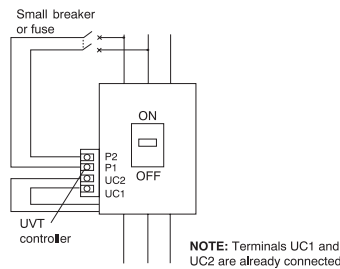 Small breaker
or fuse
ON
OFF
P2
P1
UC2
UC1
UVT
controller
NOTE: Terminals UC1 and
UC2 are already connected